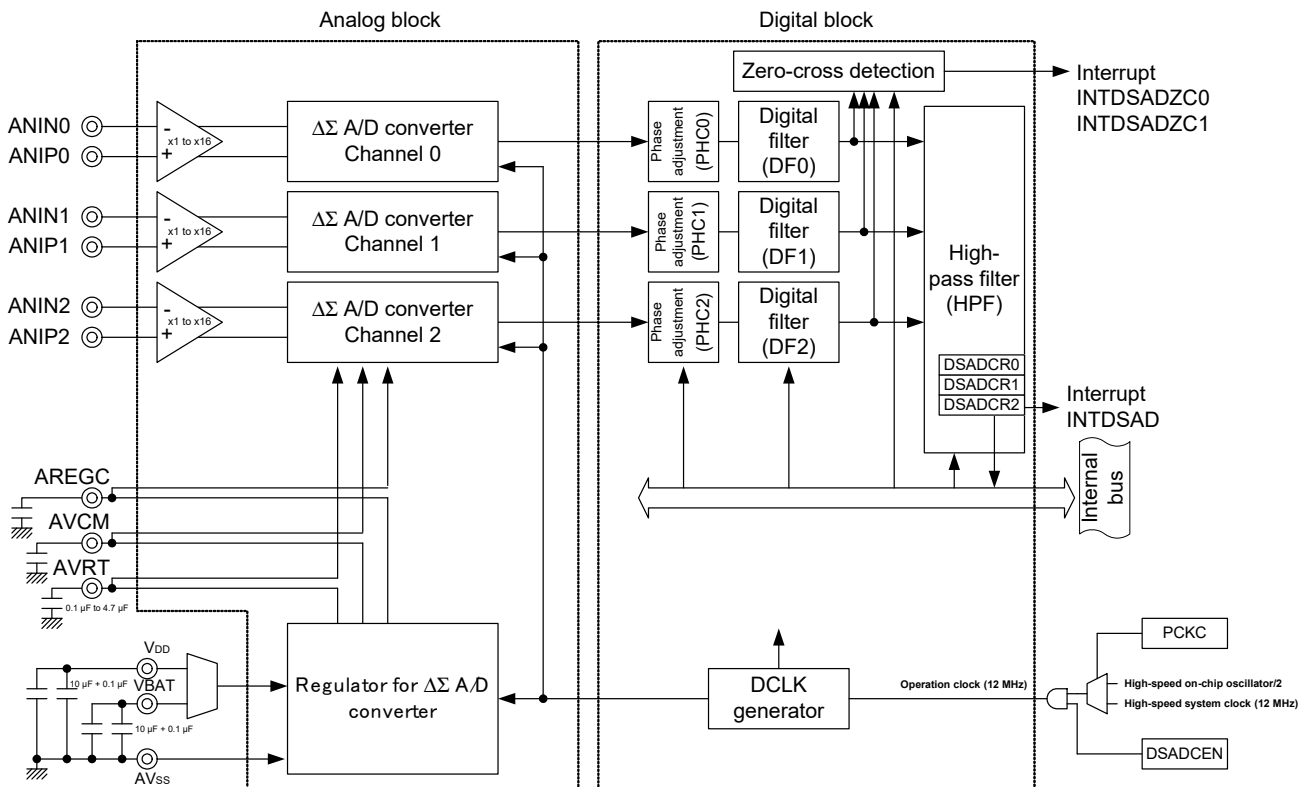 Analog block
Digital block
Zero-cross detection
Interrupt
INTDSADZC0
INTDSADZC1
ANIN0
ANIP0
-
x1 to x16
+
ΔΣ A/D converter
Channel 0
Phase
adjustment
(PHC0)
Digital
filter
(DF0)
ANIN1
ANIP1
-
x1 to x16
+
ΔΣ A/D converter
Channel 1
Phase
adjustment
(PHC1)
Digital
filter
(DF1)
High-
pass filter
(HPF)
ANIN2
ANIP2
-
x1 to x16
+
ΔΣ A/D converter
Channel 2
Phase
adjustment
(PHC2)
Digital
filter
(DF2)
DSADCR0
DSADCR1
DSADCR2
Interrupt
INTDSAD
AREGC
AVCM
AVRT
0.1 µF to 4.7 µF
Internal
bus
VDD
10 µF + 0.1 µF
VBAT
10 µF + 0.1 µF
AVSS
Regulator for ΔΣ A/D
converter
DCLK
generator
Operation clock (12 MHz)
PCKC
High-speed on-chip oscillator/2
High-speed system clock (12 MHz)
DSADCEN